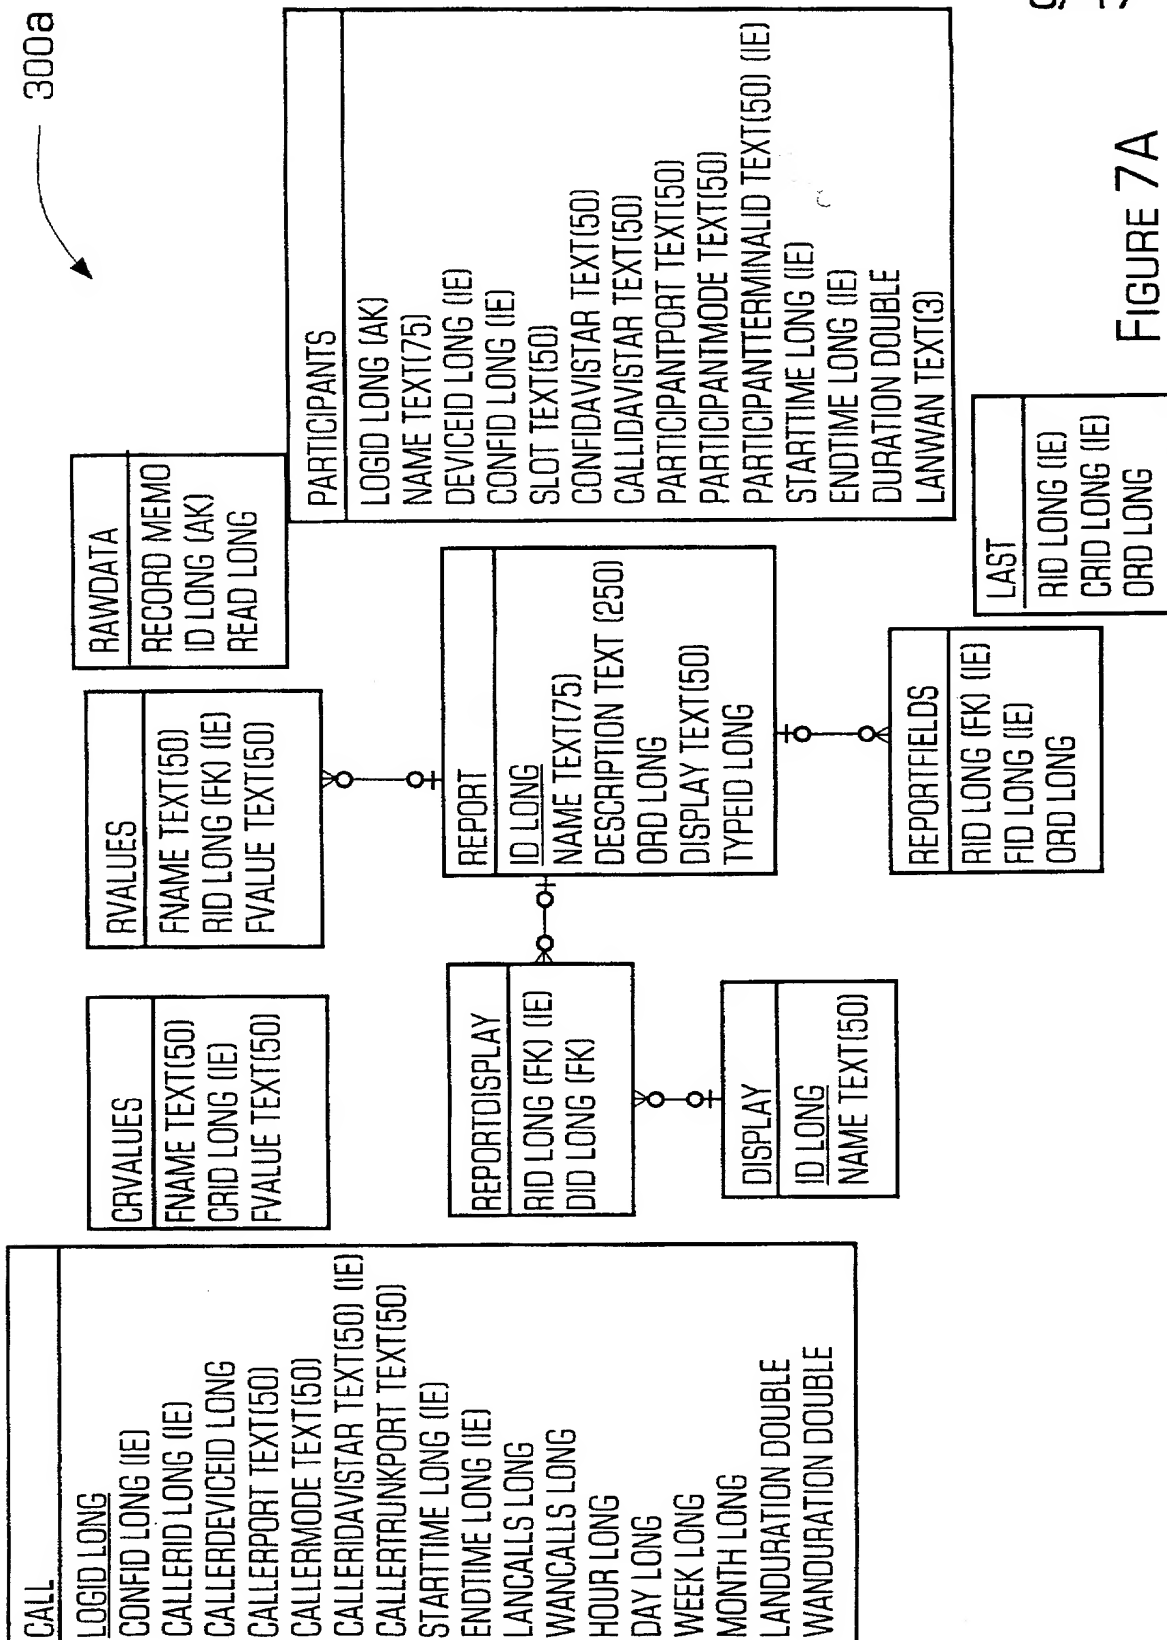 300a
CALL
LOGID LONG
CONFID LONG (IE)
CALLERID LONG (IE)
CALLERDEVICEID LONG
CALLERPORT TEXT(50)
CALLERMODE TEXT(50)
CALLERIDAVISTAR TEXT(50) (IE)
CALLERTRUNKPORT TEXT(50)
STARTTIME LONG (IE)
ENDTIME LONG (IE)
LANCALLS LONG
WANCALLS LONG
HOUR LONG
DAY LONG
WEEK LONG
MONTH LONG
LANDURATION DOUBLE
WANDURATION DOUBLE
CRVALUES
FNAME TEXT(50)
CRID LONG (IE)
FVALUE TEXT(50)
RVALUES
FNAME TEXT(50)
RID LONG (FK) (IE)
FVALUE TEXT(50)
RAWDATA
RECORD MEMO
ID LONG (AK)
READ LONG
REPORTDISPLAY
RID LONG (FK) (IE)
DID LONG (FK)
REPORT
ID LONG
NAME TEXT(75)
DESCRIPTION TEXT (250)
ORD LONG
DISPLAY TEXT(50)
TYPEID LONG
PARTICIPANTS
LOGID LONG (AK)
NAME TEXT(75)
DEVICEID LONG (IE)
CONFID LONG (IE)
SLOT TEXT(50)
CONFIDAVISTAR TEXT(50)
CALLIDAVISTAR TEXT(50)
PARTICIPANTPORT TEXT(50)
PARTICIPANTMODE TEXT(50)
PARTICIPANTTERMINALID TEXT(50) (IE)
STARTTIME LONG (IE)
ENDTIME LONG (IE)
DURATION DOUBLE
LANWAN TEXT(3)
DISPLAY
ID LONG
NAME TEXT(50)
REPORTFIELDS
RID LONG (FK) (IE)
FID LONG (IE)
ORD LONG
LAST
RID LONG (IE)
CRID LONG (IE)
ORD LONG
FIGURE 7A